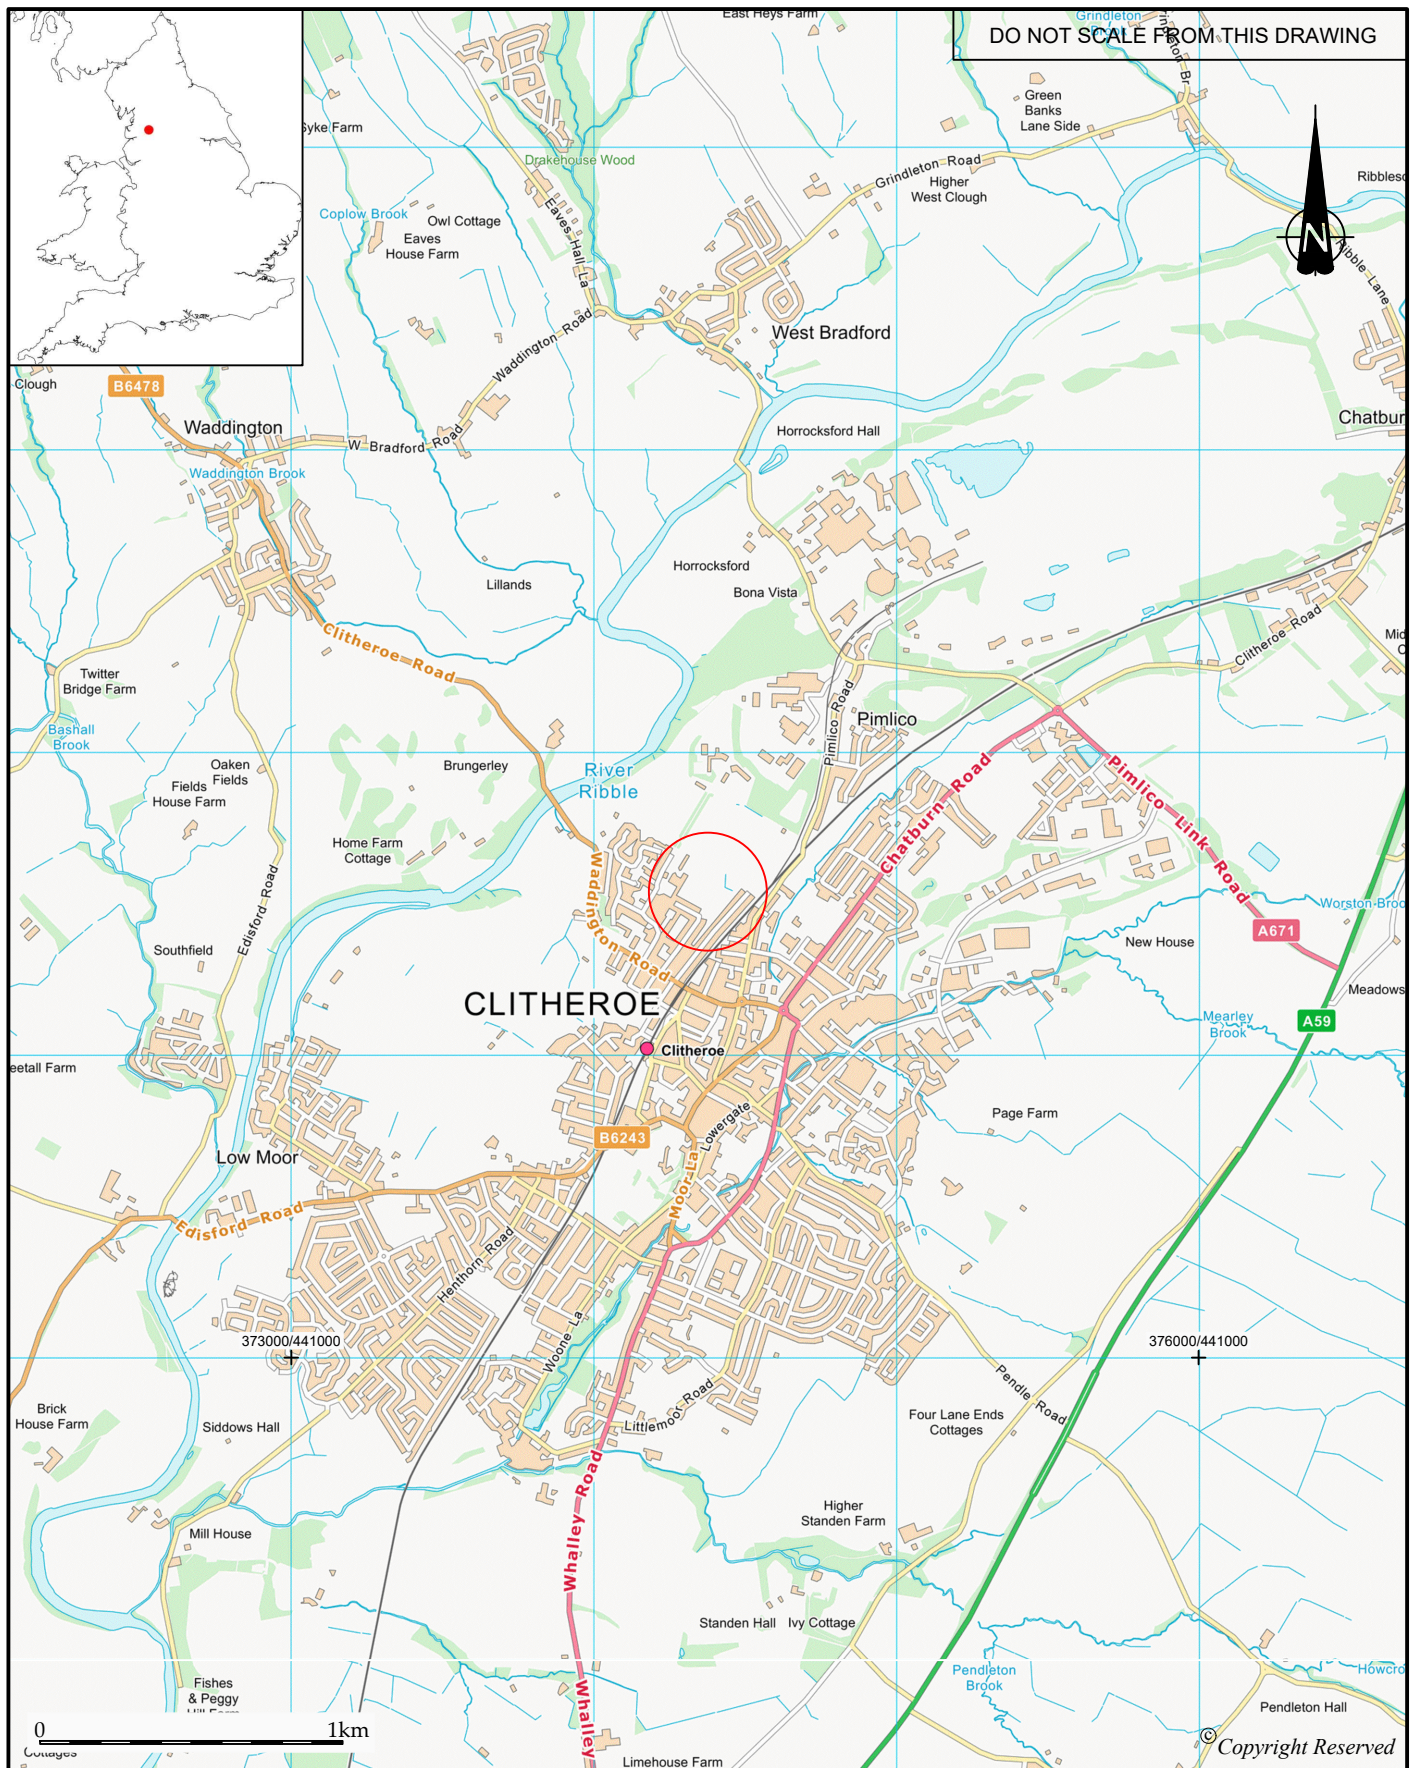 East Heys Farm
Grindleton
Brook
DO NOT SCALE FROM THIS DRAWING
Green
Banks
Lane Side
Syke Farm
Drakehouse Wood
Grindleton Road
Higher
West Clough
Coplow Brook
Owl Cottage
Eaves
House Farm
Eaves Hall La
N
Ribble Lane
Waddington Road
West Bradford
Clough
B6478
Waddington
W Bradford Road
Horrocksford Hall
Waddington Brook
Horrocksford
Lillands
Bona Vista
Clitheroe Road
Clitheroe Road
Twitter
Bridge Farm
Bashall
Brook
Pimlico Road
Pimlico
Oaken
Fields
Fields
House Farm
Brungerley
River
Ribble
Pimlico Link Road
Chatburn Road
Home Farm
Cottage
Waddington Road
Edisford Road
Southfield
A671
New House
Meadows
CLITHEROE
Clitheroe
Mearley
Brook
A59
eetall Farm
Page Farm
Lowergate
B6243
Low Moor
Moor La
Edisford Road
Henthorn Road
Woone La
373000/441000
376000/441000
Pendle Road
Littlemoor Road
Brick
House Farm
Siddows Hall
Four Lane Ends
Cottages
Whalley Road
Higher
Standen Farm
Mill House
Standen Hall
Ivy Cottage
Pendleton
Brook
Fishes
& Peggy
Whalley
Pendleton Hall
0
1km
Limehouse Farm
© Copyright Reserved